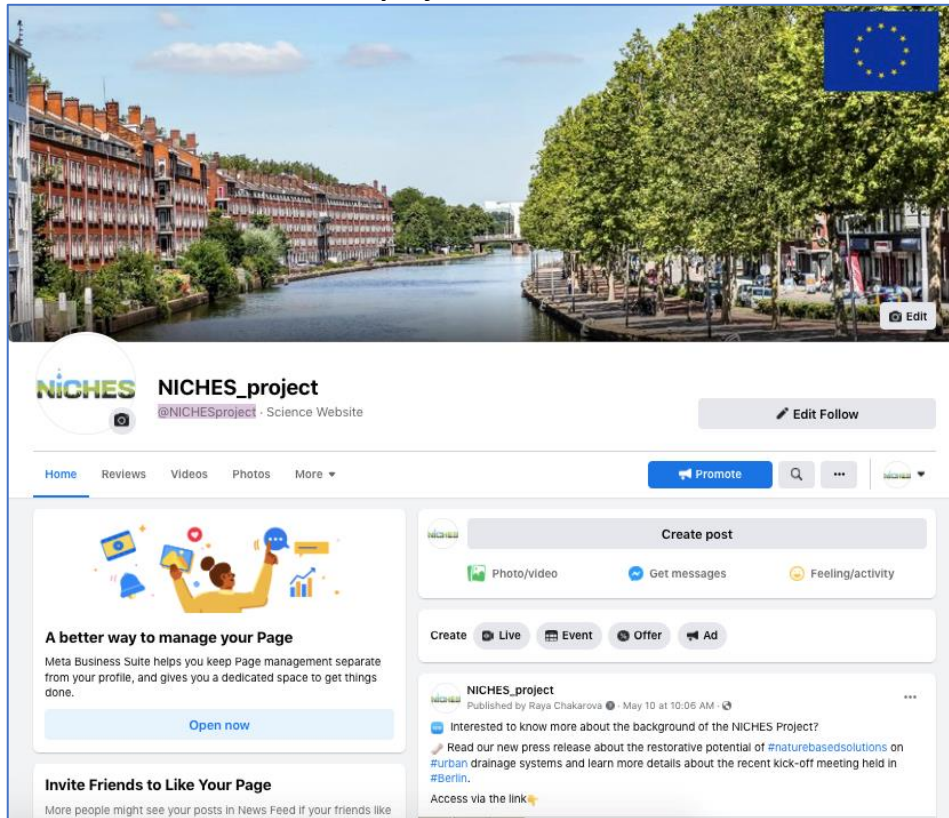 Edit
NiCHES
NICHES_project
@NICHESproject · Science Website
Edit Follow
Home Reviews Videos Photos More
Promote
NiCHES
A better way to manage your Page
Meta Business Suite helps you keep Page management separate
from your profile, and gives you a dedicated space to get things
done.
Open now
Invite Friends to Like Your Page
More people might see your posts in News Feed if your friends like
NiCHES
Create post
Photo/video Get messages Feeling/activity
Create Live Event Offer Ad
NiCHES
NICHES_project
Published by Raya Chakarova · May 10 at 10:06 AM ·
Interested to know more about the background of the NICHES Project?
Read our new press release about the restorative potential of #naturebasedsolutions on
#urban drainage systems and learn more details about the recent kick-off meeting held in
#Berlin.
Access via the link👇